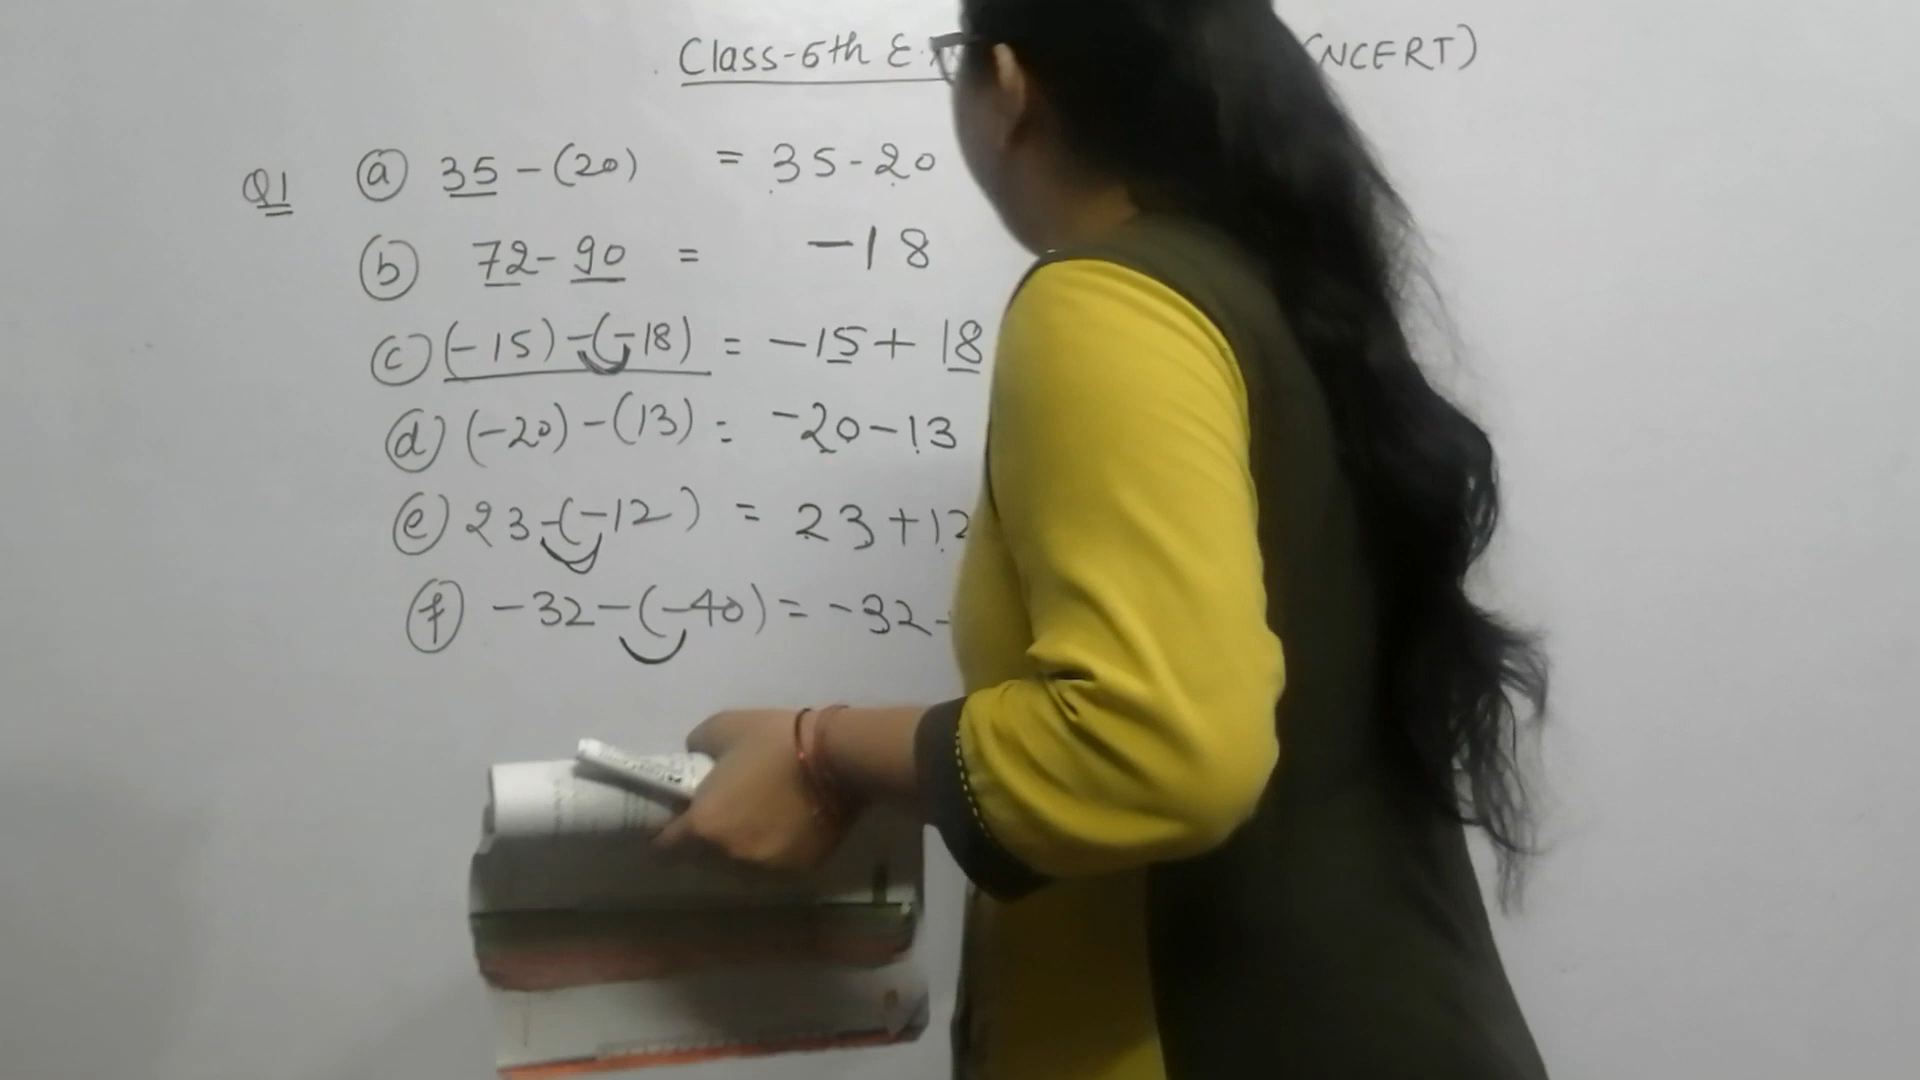 Class-6th E. (NCERT)
Q1 (a) 35 - (20) = 35 - 20
(b) 72 - 90 = -18
(c) (-15) - (-18) = -15 + 18
(d) (-20) - (13) = -20 - 13
(e) 23 - (-12) = 23 + 12
(f) -32 - (-40) = -32 -